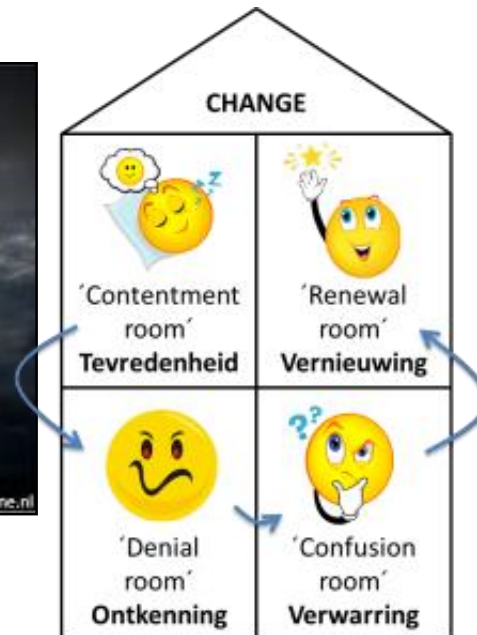 CHANGE
´Contentment
room´
Tevredenheid
´Renewal
room´
Vernieuwing
´Denial
room´
Ontkenning
??
´Confusion
room´
Verwarring